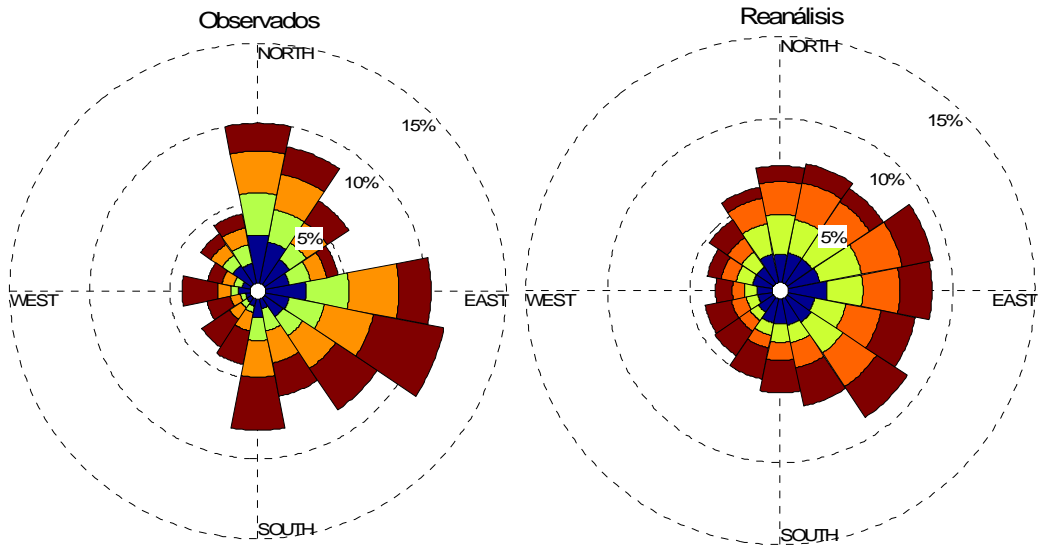 Observados
NORTH
15%
10%
5%
WEST
EAST
SOUTH
Reanálisis
NORTH
15%
10%
5%
WEST
EAST
SOUTH